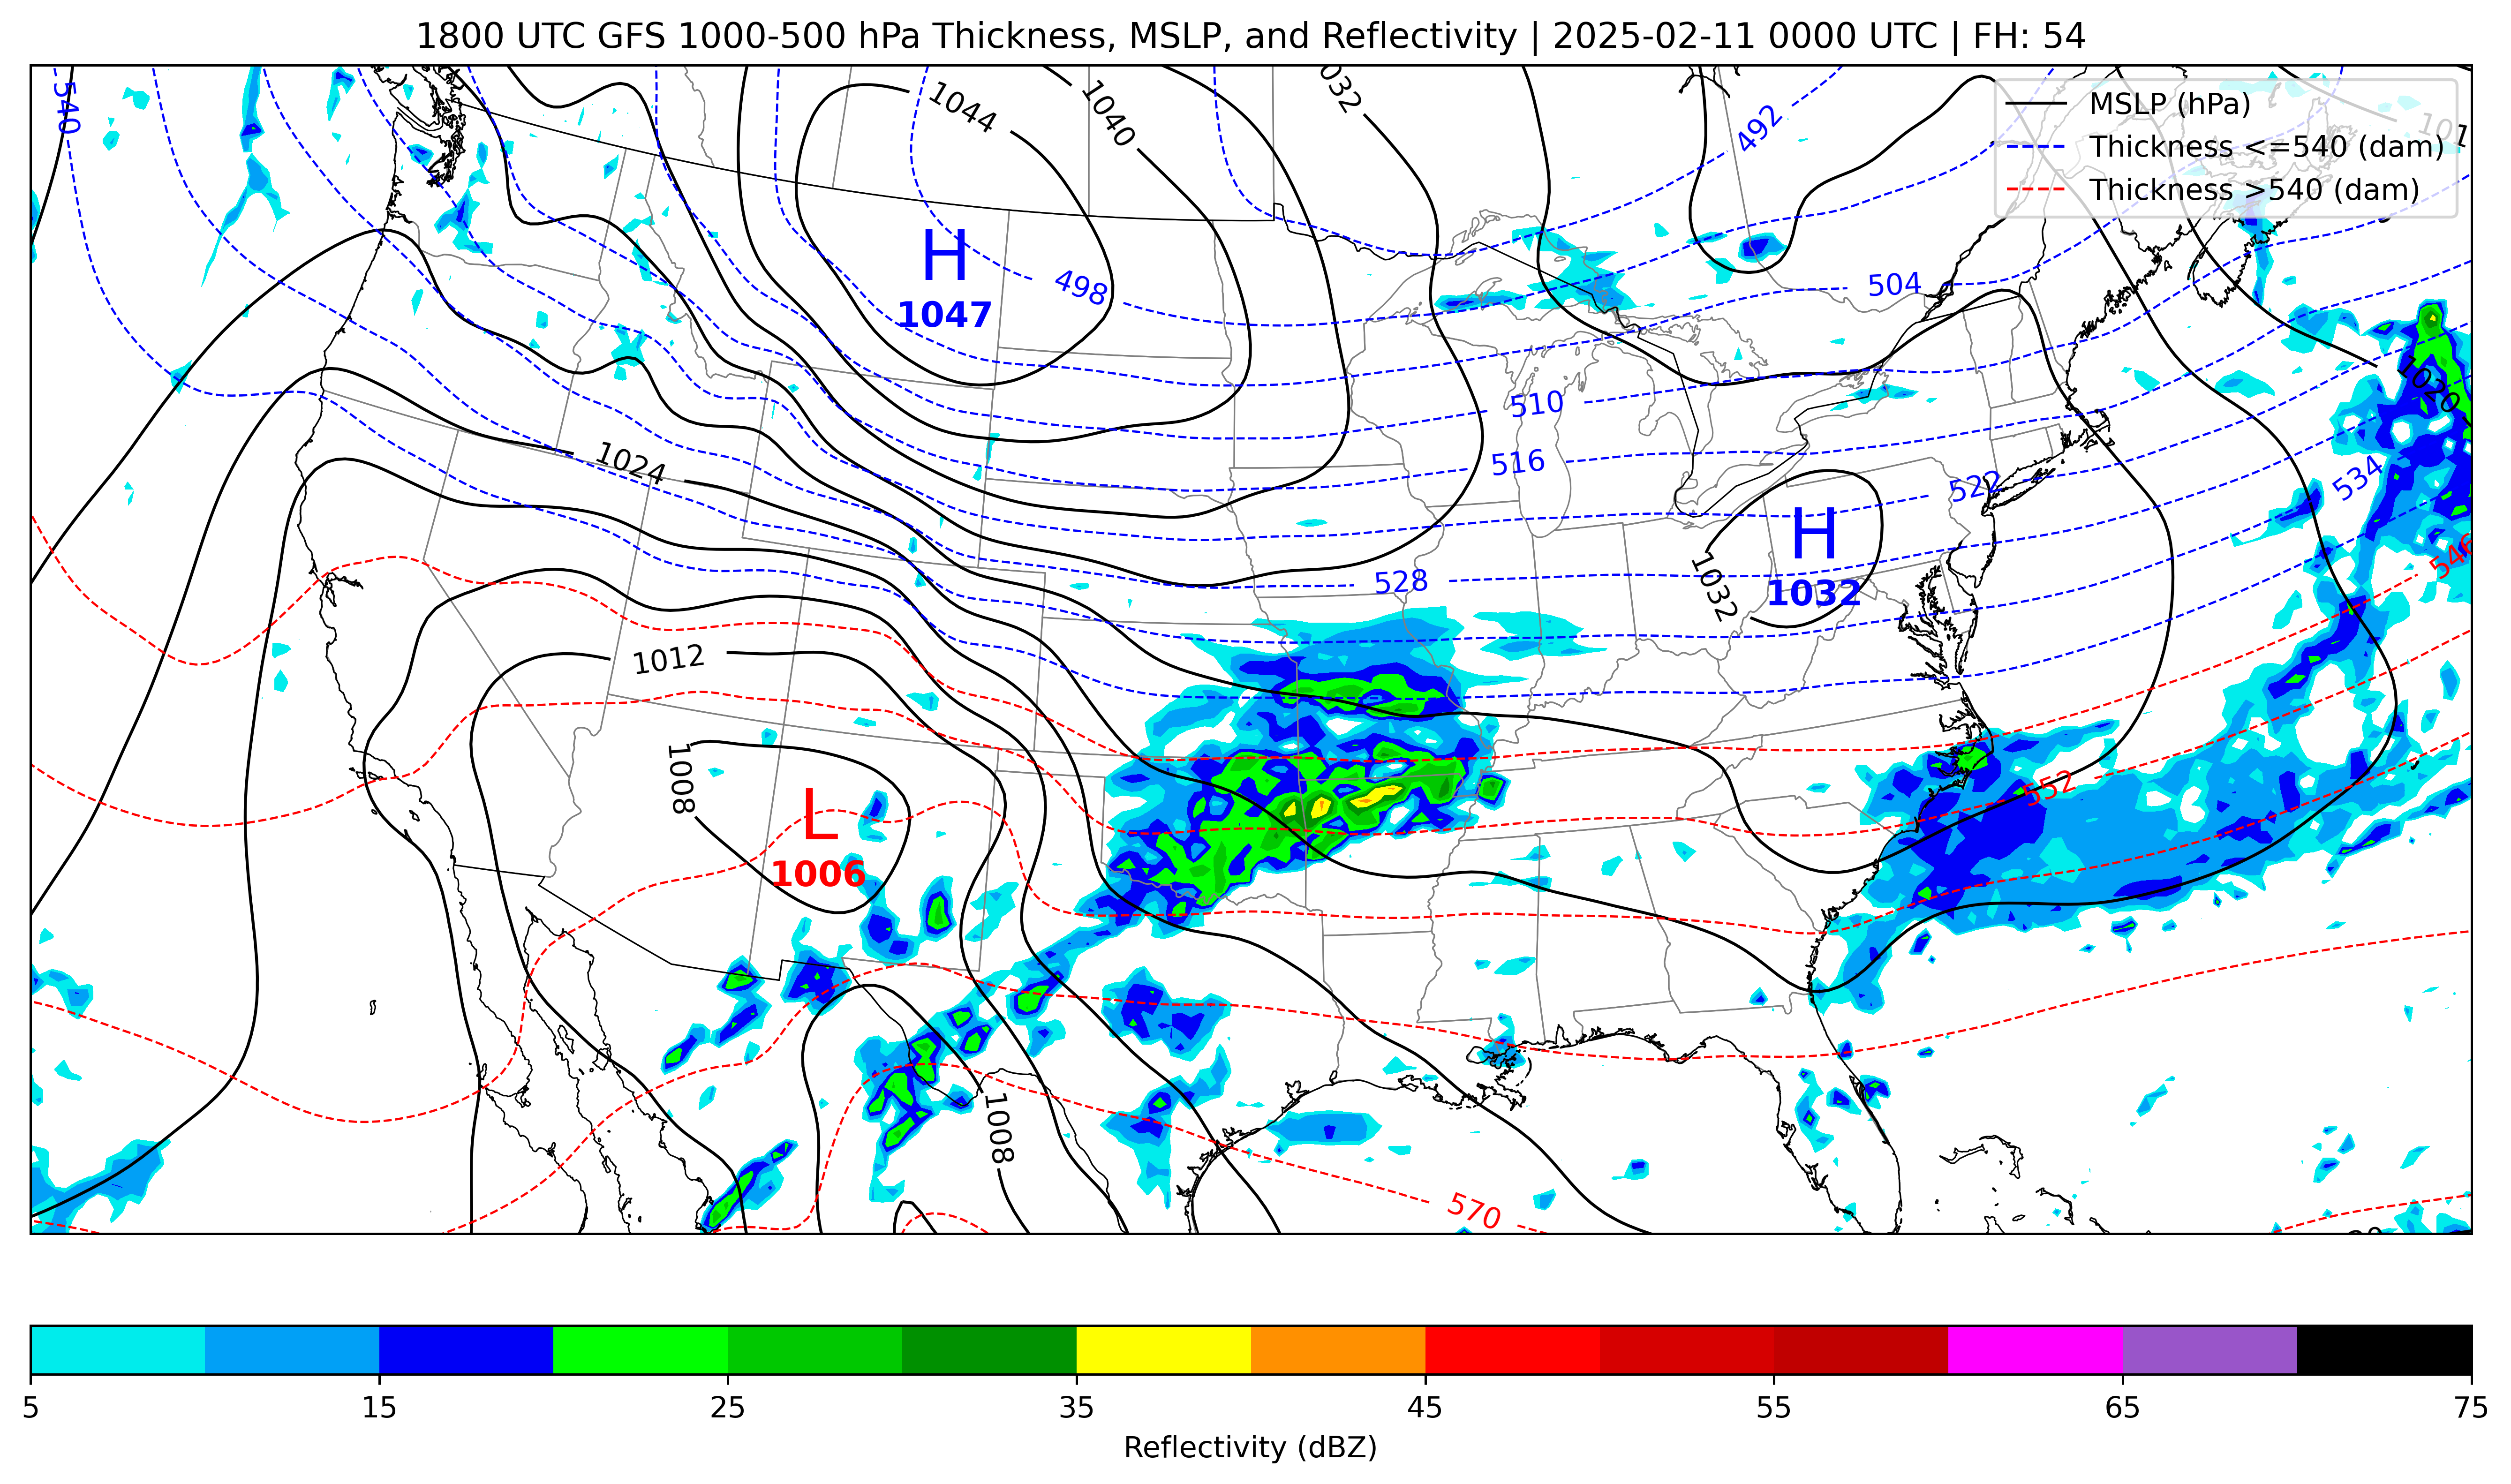 1800 UTC GFS 1000-500 hPa Thickness, MSLP, and Reflectivity | 2025-02-11 0000 UTC | FH: 54
MSLP (hPa)
Thickness <=540 (dam)
Thickness >540 (dam)
540
1044
1040
1032
492
H
1047
498
504
510
1020
1024
516
522
534
H
1032
1032
528
546
1012
1008
L
1006
552
1008
570
5 15 25 35 45 55 65 75
Reflectivity (dBZ)